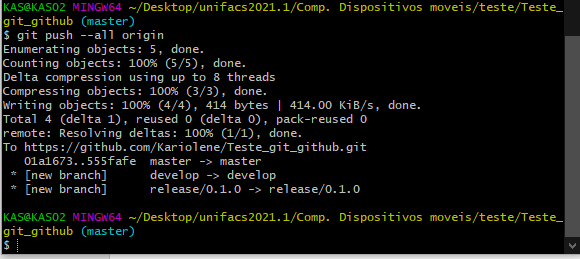 KAS@KAS02 MINGW64 ~/Desktop/unifacs2021.1/Comp. Dispositivos moveis/teste/Teste_
git_github (master)
$ git push --all origin
Enumerating objects: 5, done.
Counting objects: 100% (5/5), done.
Delta compression using up to 8 threads
Compressing objects: 100% (3/3), done.
Writing objects: 100% (4/4), 414 bytes | 414.00 KiB/s, done.
Total 4 (delta 1), reused 0 (delta 0), pack-reused 0
remote: Resolving deltas: 100% (1/1), done.
To https://github.com/Kariolene/Teste_git_github.git
   01a1673..555fafe  master -> master
 * [new branch]      develop -> develop
 * [new branch]      release/0.1.0 -> release/0.1.0

KAS@KAS02 MINGW64 ~/Desktop/unifacs2021.1/Comp. Dispositivos moveis/teste/Teste_
git_github (master)
$